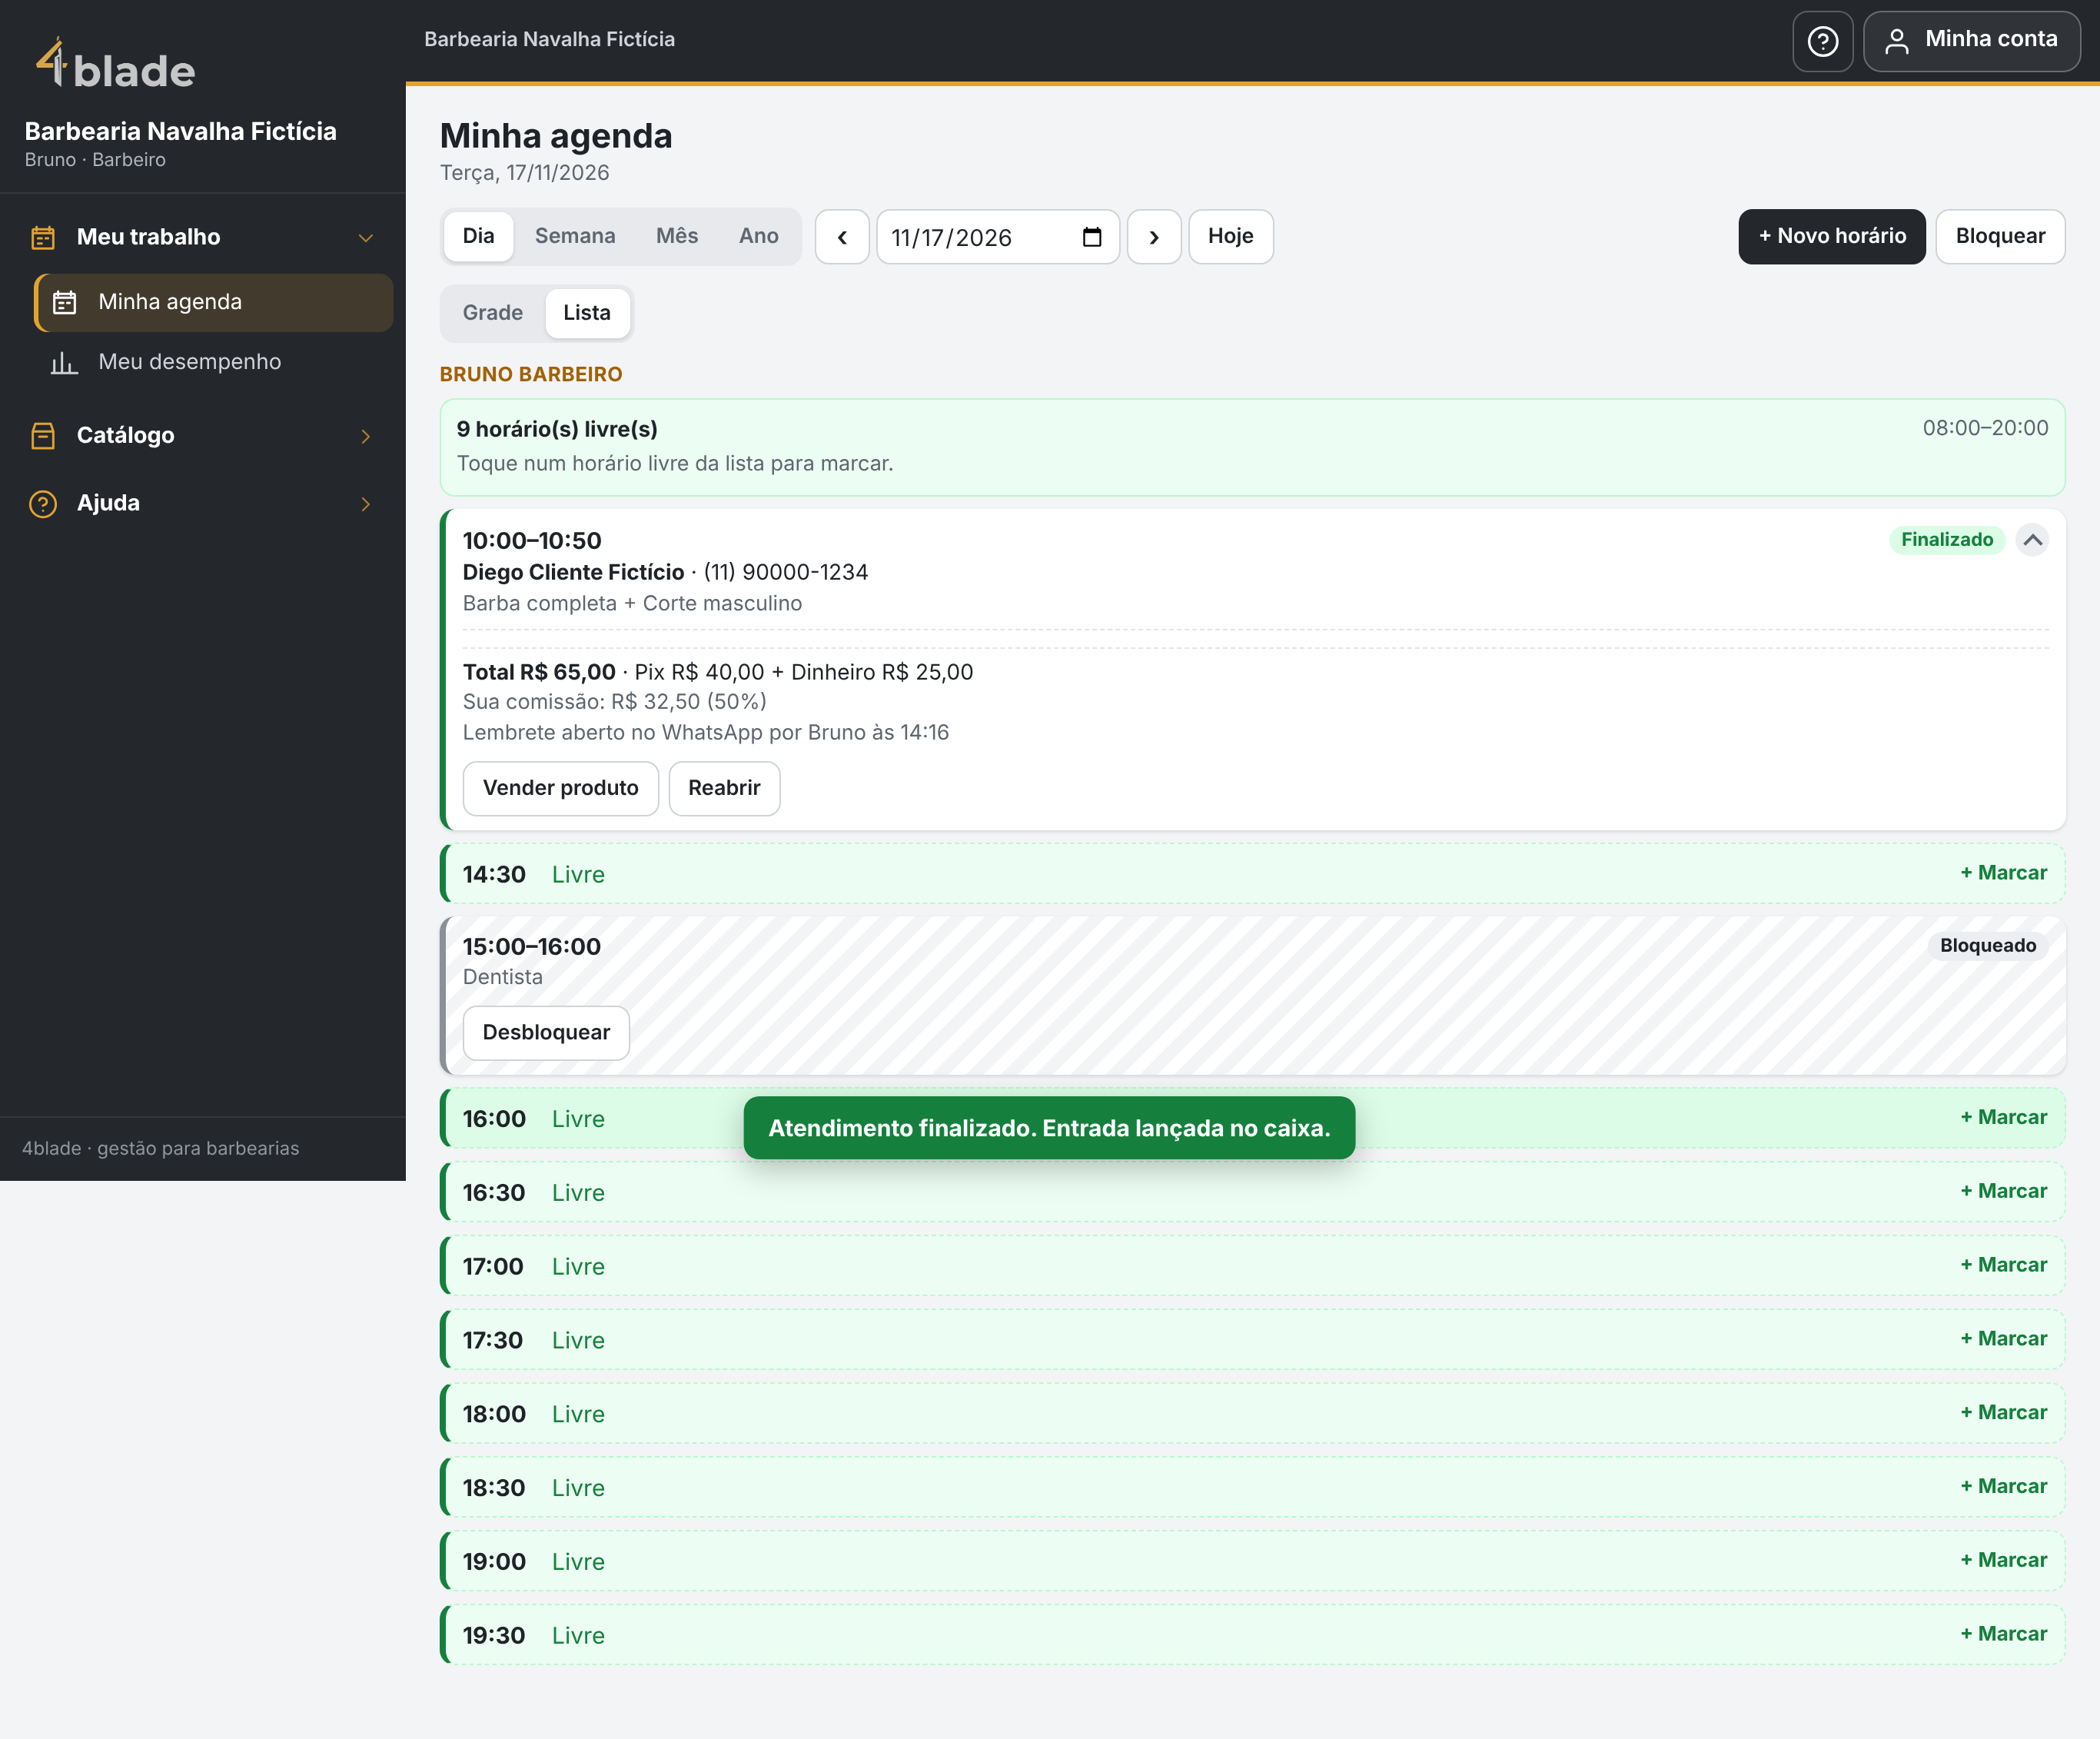 4blade
Barbearia Navalha Fictícia
Bruno · Barbeiro
Meu trabalho
Minha agenda
Meu desempenho
Catálogo
Ajuda
4blade · gestão para barbearias
Barbearia Navalha Fictícia
Minha conta
Minha agenda
Terça, 17/11/2026
Dia Semana Mês Ano ‹ 11/17/2026 › Hoje + Novo horário Bloquear
Grade Lista
BRUNO BARBEIRO
9 horário(s) livre(s) 08:00–20:00
Toque num horário livre da lista para marcar.
10:00–10:50 Finalizado
Diego Cliente Fictício · (11) 90000-1234
Barba completa + Corte masculino
Total R$ 65,00 · Pix R$ 40,00 + Dinheiro R$ 25,00
Sua comissão: R$ 32,50 (50%)
Lembrete aberto no WhatsApp por Bruno às 14:16
Vender produto Reabrir
14:30 Livre + Marcar
15:00–16:00 Bloqueado
Dentista
Desbloquear
16:00 Livre + Marcar
Atendimento finalizado. Entrada lançada no caixa.
16:30 Livre + Marcar
17:00 Livre + Marcar
17:30 Livre + Marcar
18:00 Livre + Marcar
18:30 Livre + Marcar
19:00 Livre + Marcar
19:30 Livre + Marcar